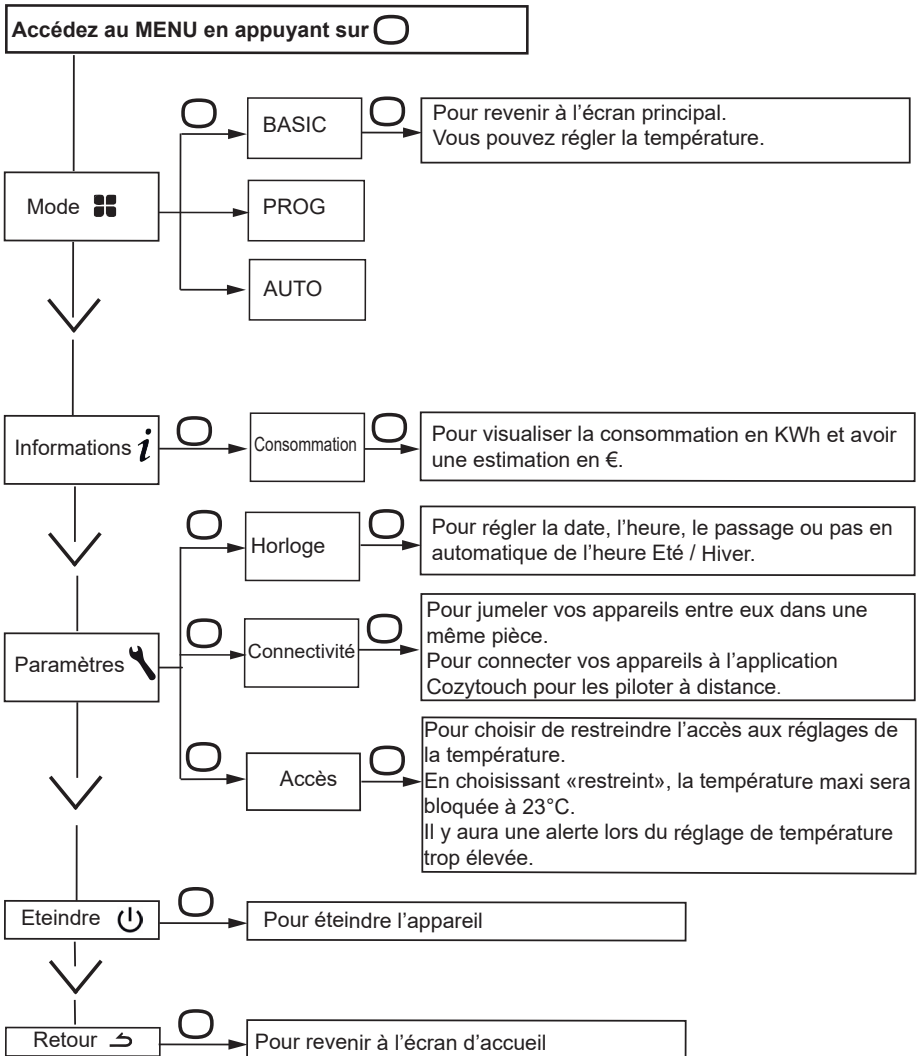 Accédez au MENU en appuyant sur
BASIC
Pour revenir à l'écran principal.
Vous pouvez régler la température.
Mode
PROG
AUTO
Informations i
Consommation
Pour visualiser la consommation en KWh et avoir
une estimation en €.
Horloge
Pour régler la date, l'heure, le passage ou pas en
automatique de l'heure Eté / Hiver.
Paramètres
Connectivité
Pour jumeler vos appareils entre eux dans une
même pièce.
Pour connecter vos appareils à l'application
Cozytouch pour les piloter à distance.
Accès
Pour choisir de restreindre l'accès aux réglages de
la température.
En choisissant «restreint», la température maxi sera
bloquée à 23°C.
Il y aura une alerte lors du réglage de température
trop élevée.
Eteindre
Pour éteindre l'appareil
Retour
Pour revenir à l'écran d'accueil